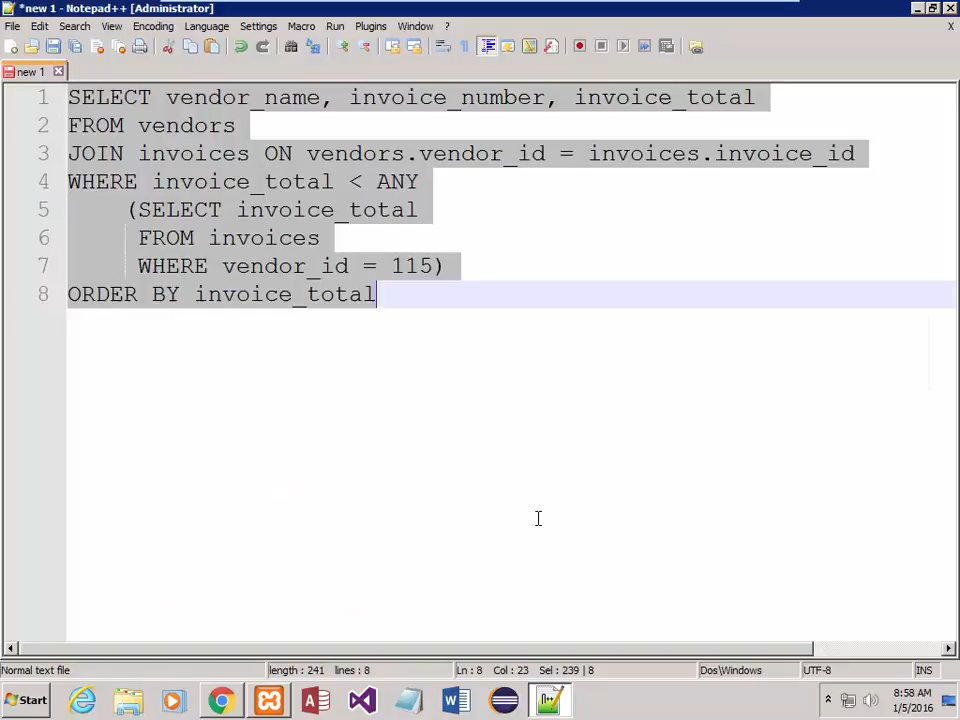 *new 1 - Notepad++ [Administrator]
File Edit Search View Encoding Language Settings Macro Run Plugins Window ? X
new 1
1 SELECT vendor_name, invoice_number, invoice_total
2 FROM vendors
3 JOIN invoices ON vendors.vendor_id = invoices.invoice_id
4 WHERE invoice_total < ANY
5 (SELECT invoice_total
6 FROM invoices
7 WHERE vendor_id = 115)
8 ORDER BY invoice_total
Normal text file length : 241 lines : 8 Ln : 8 Col : 23 Sel : 239 | 8 Dos\Windows UTF-8 INS
Start 8:58 AM
1/5/2016